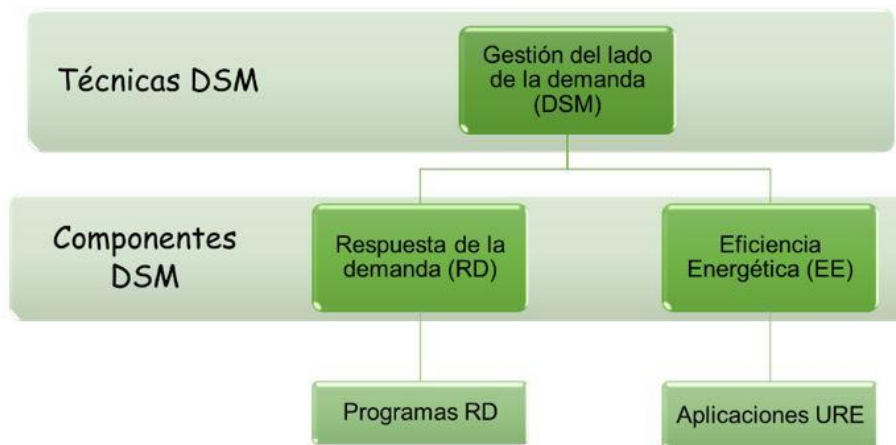 Técnicas DSM
Gestión del lado
de la demanda
(DSM)
Componentes
DSM
Respuesta de la
demanda (RD)
Eficiencia
Energética (EE)
Programas RD
Aplicaciones URE